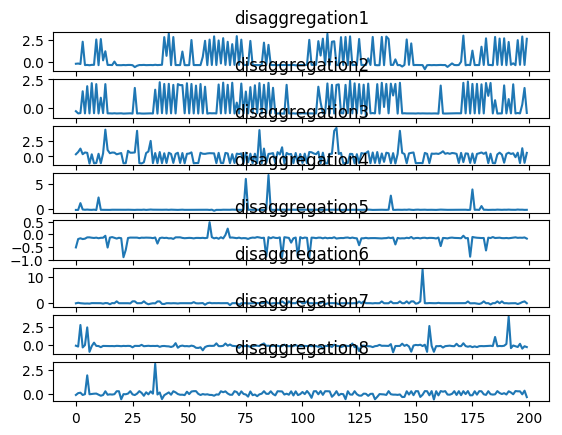 disaggregation1
2.5
0.0
disaggregation2
2.5
0.0
disaggregation3
2.5
0.0
disaggregation4
5
0
disaggregation5
0.5
0.0
−0.5
−1.0
disaggregation6
10
0
disaggregation7
2.5
0.0
disaggregation8
2.5
0.0
0 25 50 75 100 125 150 175 200